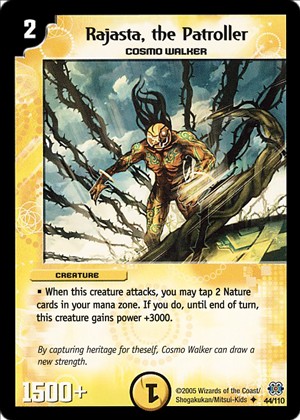 2
Rajasta, the Patroller
COSMO WALKER
CREATURE
▪ When this creature attacks, you may tap 2 Nature
cards in your mana zone. If you do, until end of turn,
this creature gains power +3000.
By capturing heritage for theself, Cosmo Walker can draw a
new strength.
1500+
1
©2005 Wizards of the Coast/
Shogakukan/Mitsui-Kids
44/110